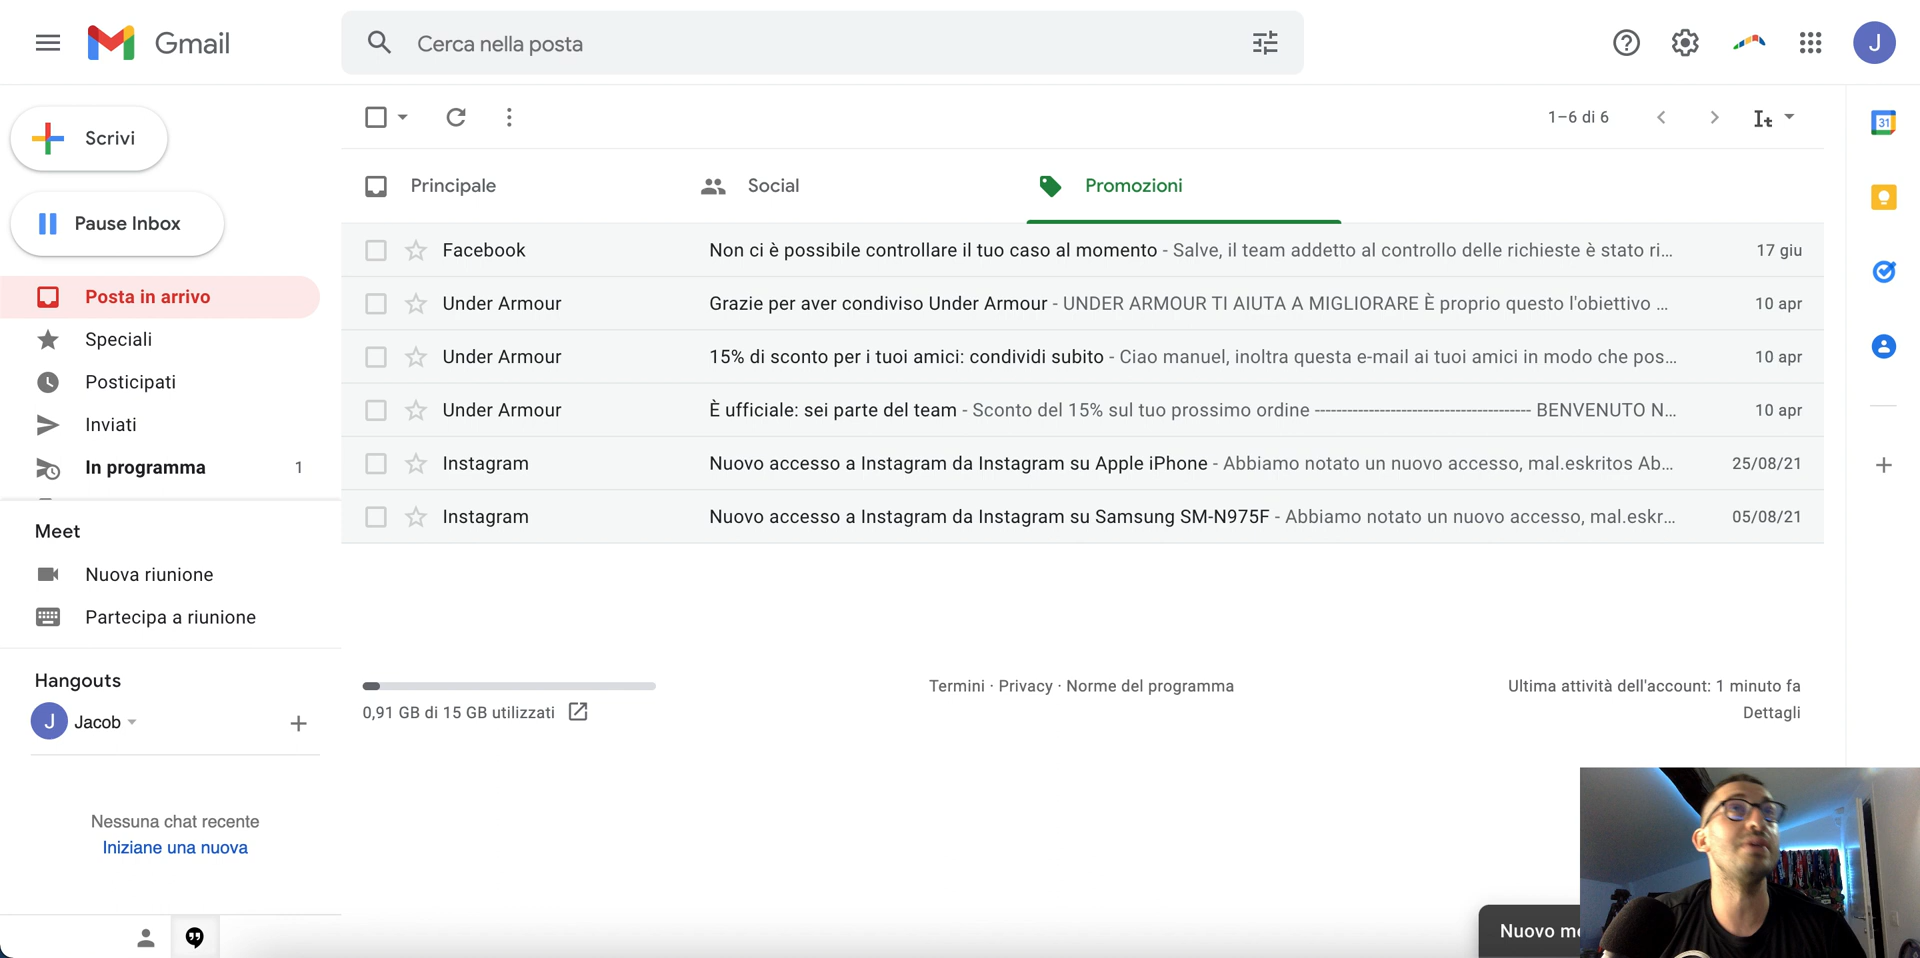 Gmail
Cerca nella posta
J
Scrivi
1–6 di 6
31
Pause Inbox
Principale
Social
Promozioni
Posta in arrivo
Speciali
Posticipati
Inviati
In programma 1
Facebook Non ci è possibile controllare il tuo caso al momento - Salve, il team addetto al controllo delle richieste è stato ri... 17 giu
Under Armour Grazie per aver condiviso Under Armour - UNDER ARMOUR TI AIUTA A MIGLIORARE È proprio questo l'obiettivo ... 10 apr
Under Armour 15% di sconto per i tuoi amici: condividi subito - Ciao manuel, inoltra questa e-mail ai tuoi amici in modo che pos... 10 apr
Under Armour È ufficiale: sei parte del team - Sconto del 15% sul tuo prossimo ordine ---------------------------------------- BENVENUTO N... 10 apr
Instagram Nuovo accesso a Instagram da Instagram su Apple iPhone - Abbiamo notato un nuovo accesso, mal.eskritos Ab... 25/08/21
Instagram Nuovo accesso a Instagram da Instagram su Samsung SM-N975F - Abbiamo notato un nuovo accesso, mal.eskr... 05/08/21
Meet
Nuova riunione
Partecipa a riunione
Hangouts
J Jacob
Nessuna chat recente
Iniziane una nuova
0,91 GB di 15 GB utilizzati
Termini · Privacy · Norme del programma
Ultima attività dell'account: 1 minuto fa
Dettagli
Nuovo me